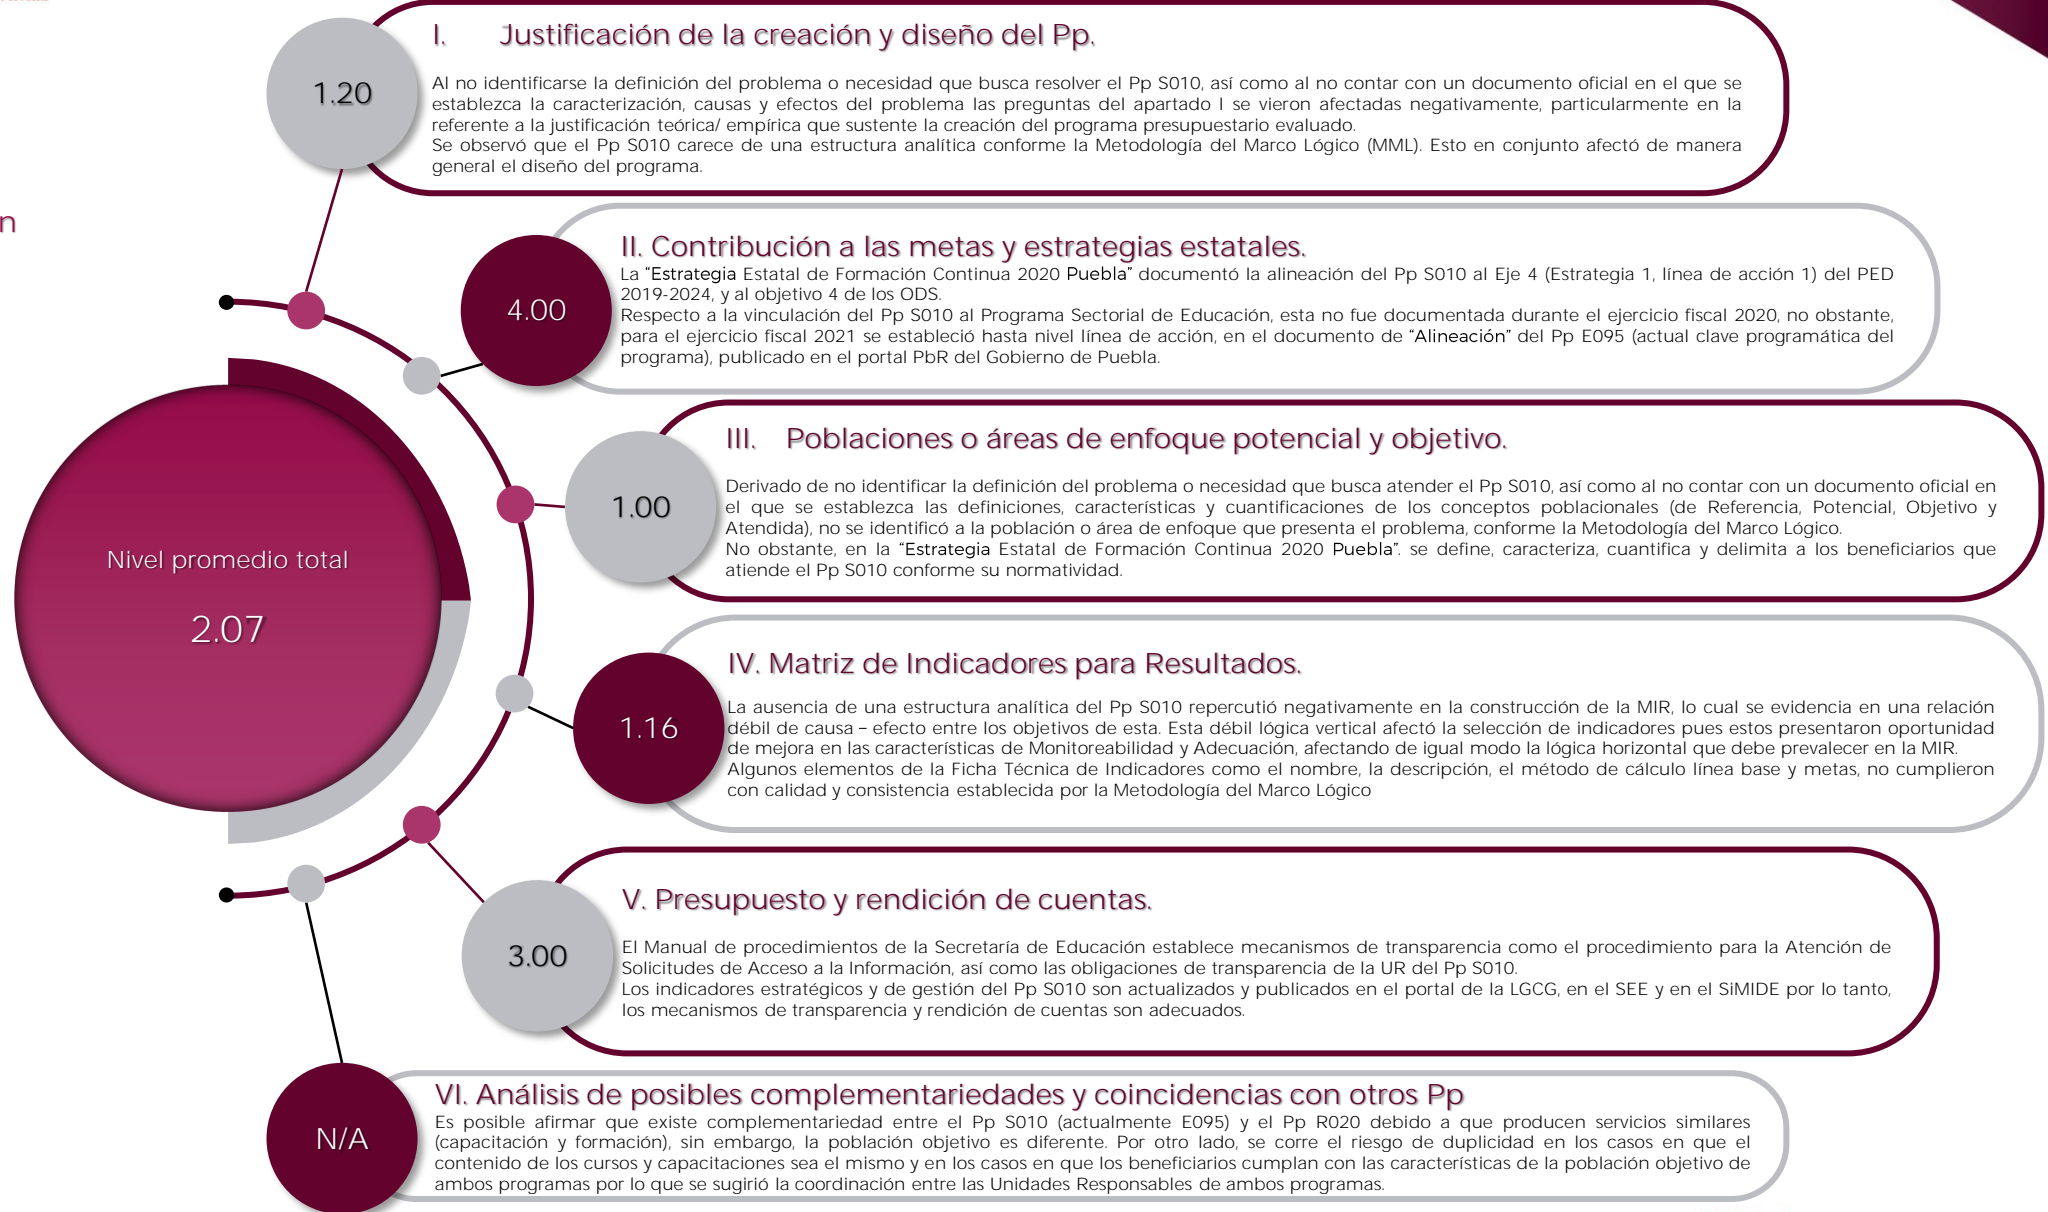 n
1.20
I. Justificación de la creación y diseño del Pp.
Al no identificarse la definición del problema o necesidad que busca resolver el Pp S010, así como al no contar con un documento oficial en el que se
establezca la caracterización, causas y efectos del problema las preguntas del apartado I se vieron afectadas negativamente, particularmente en la
referente a la justificación teórica/ empírica que sustente la creación del programa presupuestario evaluado.
Se observó que el Pp S010 carece de una estructura analítica conforme la Metodología del Marco Lógico (MML). Esto en conjunto afectó de manera
general el diseño del programa.
4.00
II. Contribución a las metas y estrategias estatales.
La “Estrategia Estatal de Formación Continua 2020 Puebla” documentó la alineación del Pp S010 al Eje 4 (Estrategia 1, línea de acción 1) del PED
2019-2024, y al objetivo 4 de los ODS.
Respecto a la vinculación del Pp S010 al Programa Sectorial de Educación, esta no fue documentada durante el ejercicio fiscal 2020, no obstante,
para el ejercicio fiscal 2021 se estableció hasta nivel línea de acción, en el documento de “Alineación” del Pp E095 (actual clave programática del
programa), publicado en el portal PbR del Gobierno de Puebla.
1.00
III. Poblaciones o áreas de enfoque potencial y objetivo.
Derivado de no identificar la definición del problema o necesidad que busca atender el Pp S010, así como al no contar con un documento oficial en
el que se establezca las definiciones, características y cuantificaciones de los conceptos poblacionales (de Referencia, Potencial, Objetivo y
Atendida), no se identificó a la población o área de enfoque que presenta el problema, conforme la Metodología del Marco Lógico.
No obstante, en la “Estrategia Estatal de Formación Continua 2020 Puebla”. se define, caracteriza, cuantifica y delimita a los beneficiarios que
atiende el Pp S010 conforme su normatividad.
Nivel promedio total
2.07
1.16
IV. Matriz de Indicadores para Resultados.
La ausencia de una estructura analítica del Pp S010 repercutió negativamente en la construcción de la MIR, lo cual se evidencia en una relación
débil de causa – efecto entre los objetivos de esta. Esta débil lógica vertical afectó la selección de indicadores pues estos presentaron oportunidad
de mejora en las características de Monitoreabilidad y Adecuación, afectando de igual modo la lógica horizontal que debe prevalecer en la MIR.
Algunos elementos de la Ficha Técnica de Indicadores como el nombre, la descripción, el método de cálculo línea base y metas, no cumplieron
con calidad y consistencia establecida por la Metodología del Marco Lógico
3.00
V. Presupuesto y rendición de cuentas.
El Manual de procedimientos de la Secretaría de Educación establece mecanismos de transparencia como el procedimiento para la Atención de
Solicitudes de Acceso a la Información, así como las obligaciones de transparencia de la UR del Pp S010.
Los indicadores estratégicos y de gestión del Pp S010 son actualizados y publicados en el portal de la LGCG, en el SEE y en el SiMIDE por lo tanto,
los mecanismos de transparencia y rendición de cuentas son adecuados.
N/A
VI. Análisis de posibles complementariedades y coincidencias con otros Pp
Es posible afirmar que existe complementariedad entre el Pp S010 (actualmente E095) y el Pp R020 debido a que producen servicios similares
(capacitación y formación), sin embargo, la población objetivo es diferente. Por otro lado, se corre el riesgo de duplicidad en los casos en que el
contenido de los cursos y capacitaciones sea el mismo y en los casos en que los beneficiarios cumplan con las características de la población objetivo de
ambos programas por lo que se sugirió la coordinación entre las Unidades Responsables de ambos programas.